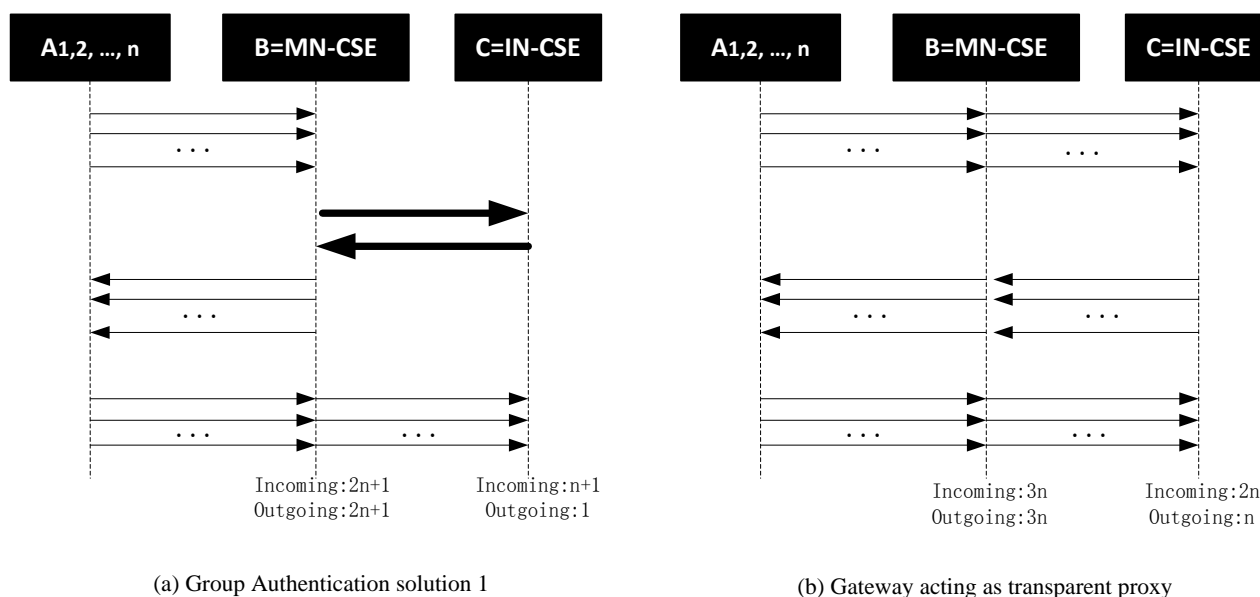 A1,2, ..., n
B=MN-CSE
C=IN-CSE
...
...
...
...
Incoming:2n+1
Outgoing:2n+1
Incoming:n+1
Outgoing:1
(a) Group Authentication solution 1
A1,2, ..., n
B=MN-CSE
C=IN-CSE
...
...
...
...
...
...
Incoming:3n
Outgoing:3n
Incoming:2n
Outgoing:n
(b) Gateway acting as transparent proxy